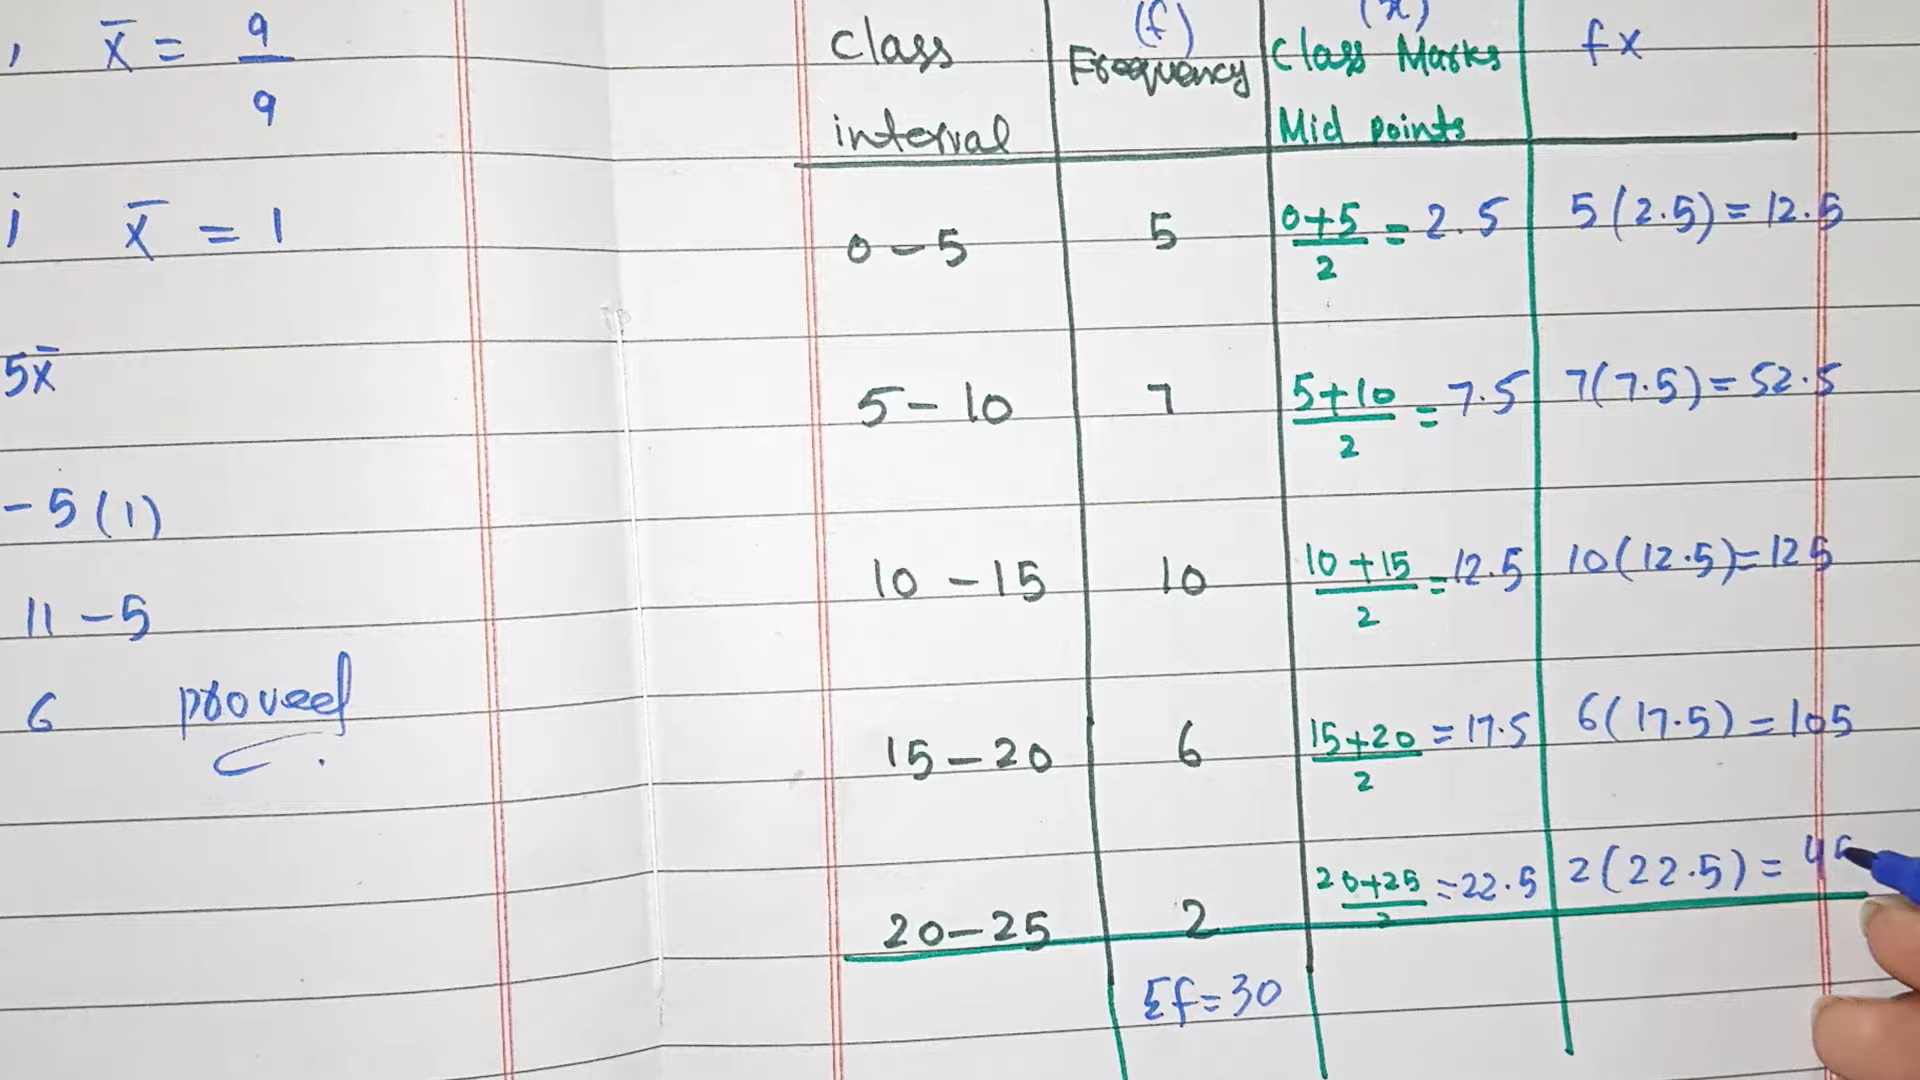 , x̄ = 9/9
j x̄ = 1
5x̄
- 5 (1)
11 - 5
6 proved
(f) (x)
Class Frequency Class Marks fx
interval Mid points
0 - 5 5 0+5/2 = 2.5 5(2.5) = 12.5
5 - 10 7 5+10/2 = 7.5 7(7.5) = 52.5
10 - 15 10 10+15/2 = 12.5 10(12.5) = 125
15 - 20 6 15+20/2 = 17.5 6(17.5) = 105
20 - 25 2 20+25/2 = 22.5 2(22.5) = 4
Σf = 30